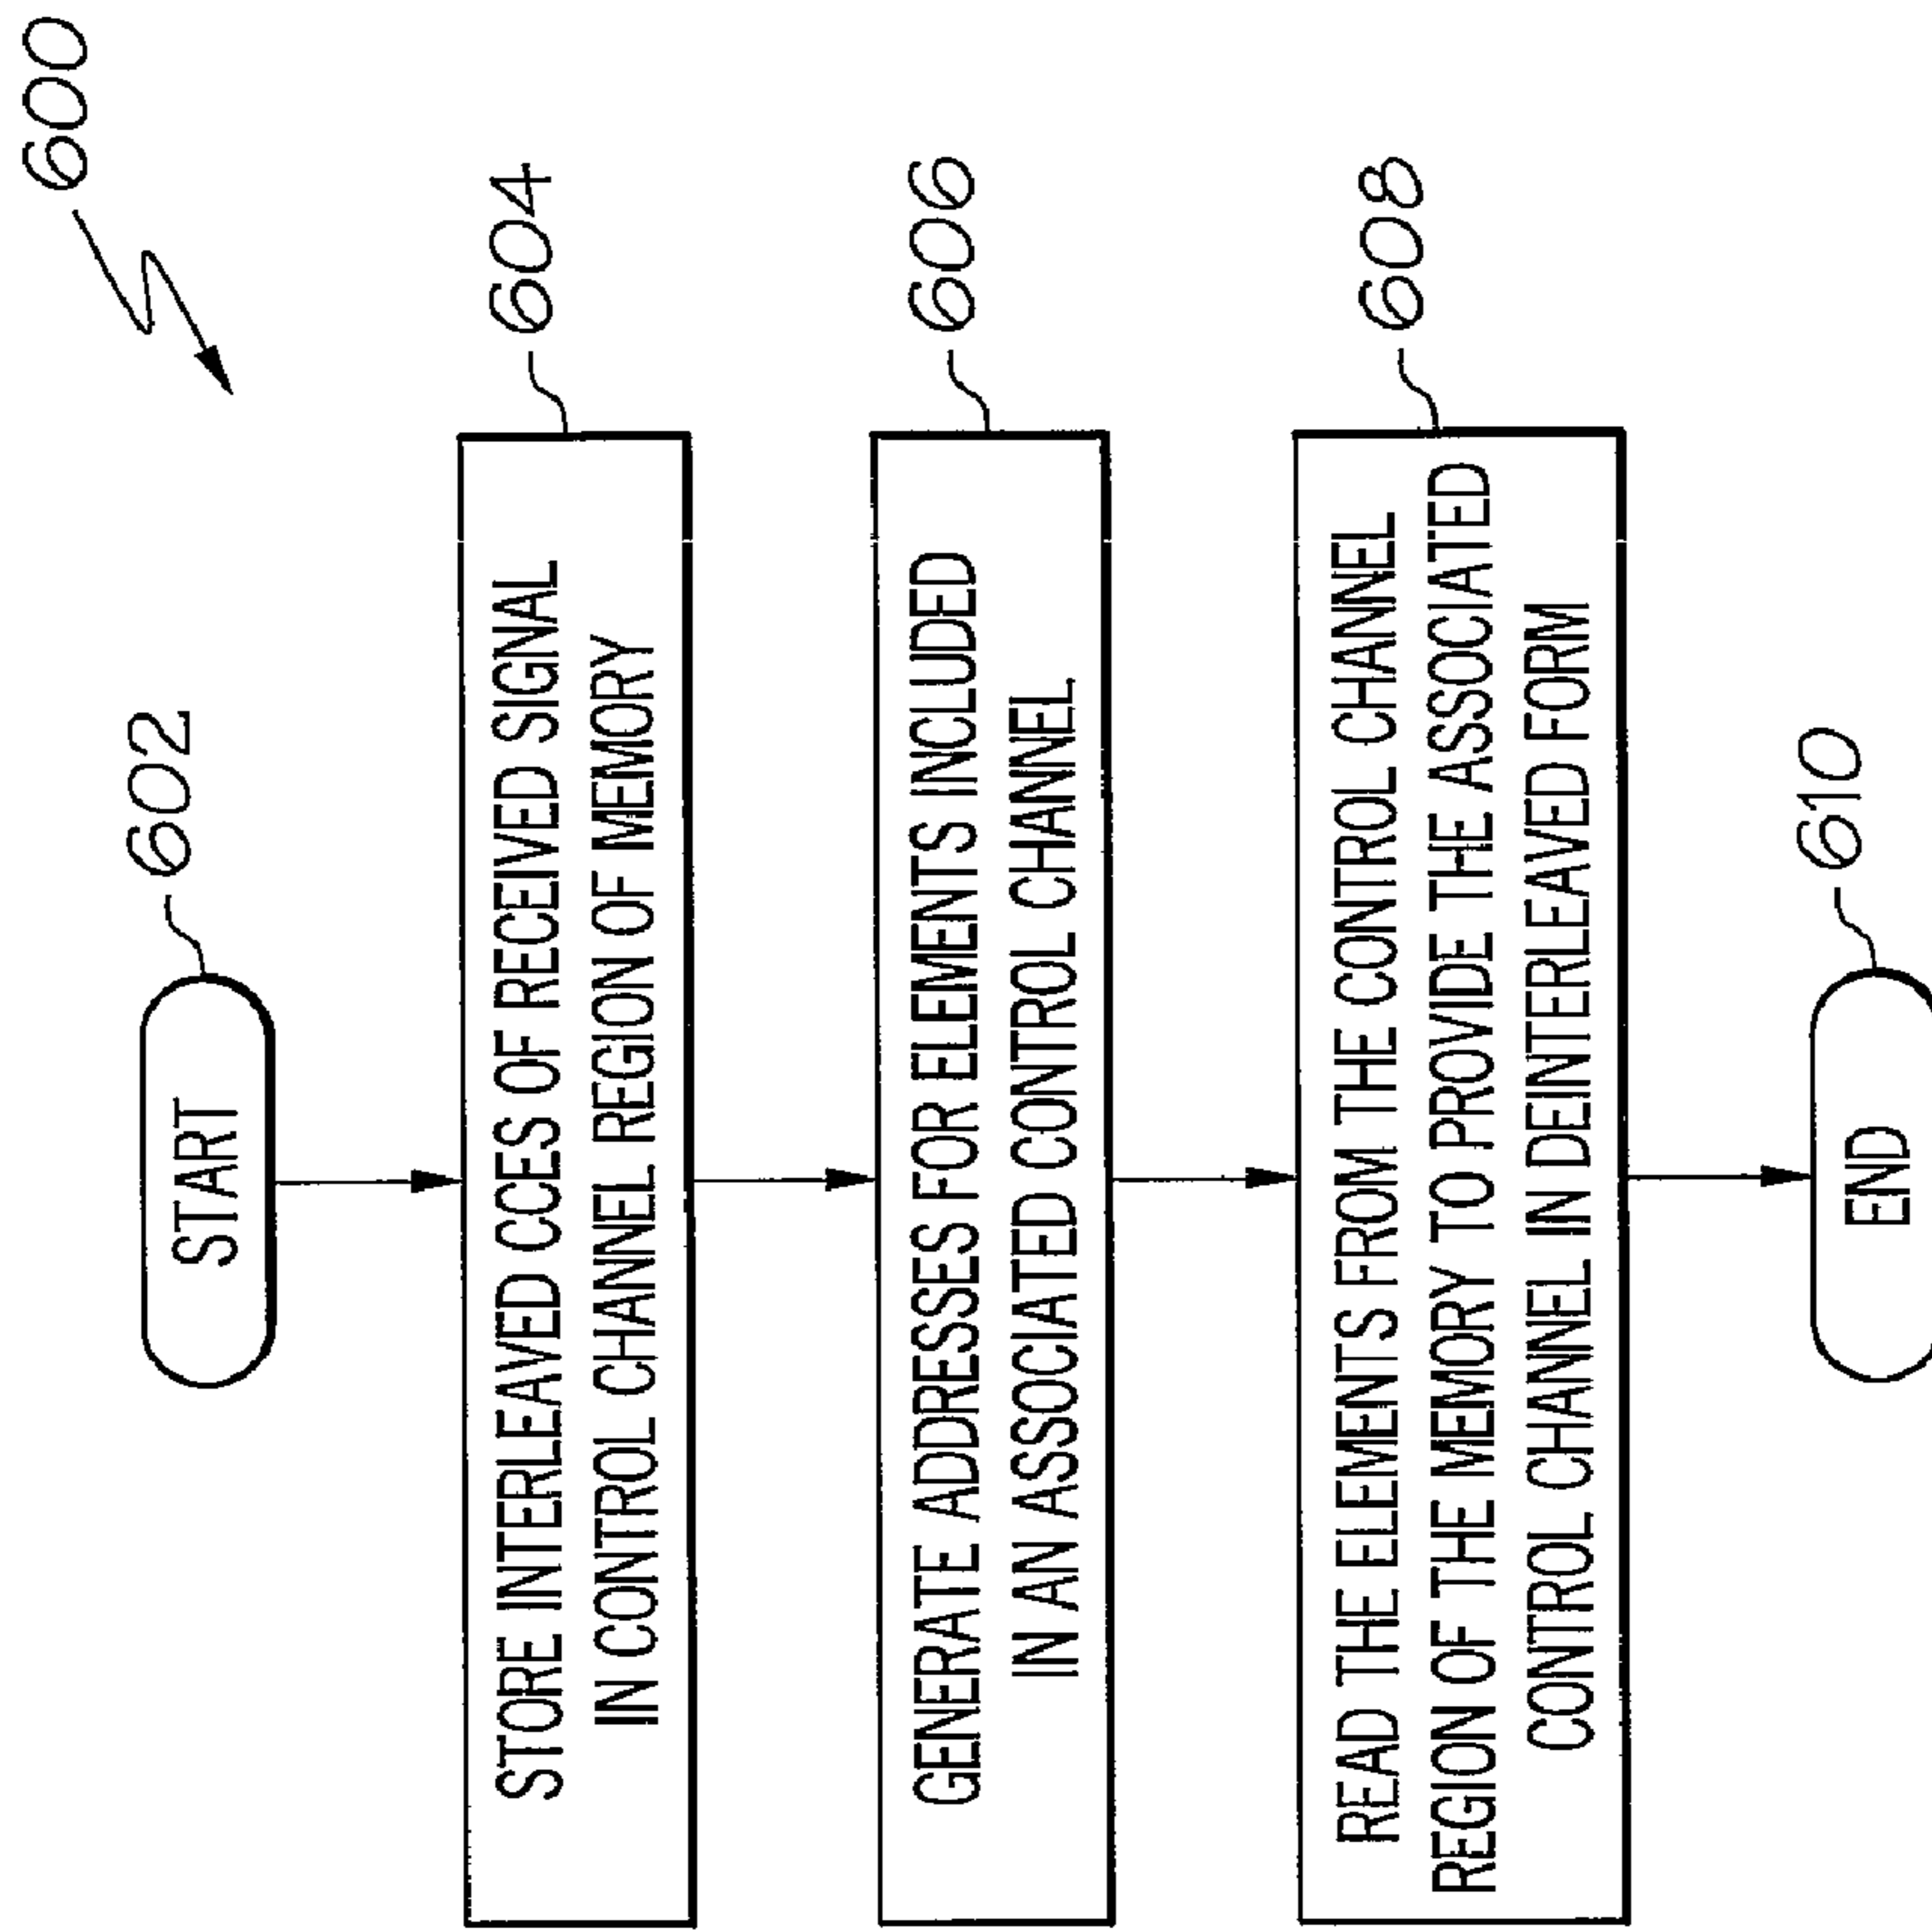 600
602
START
604
STORE INTERLEAVED CCES OF RECEIVED SIGNAL
IN CONTROL CHANNEL REGION OF MEMORY
606
GENERATE ADDRESSES FOR ELEMENTS INCLUDED
IN AN ASSOCIATED CONTROL CHANNEL
608
READ THE ELEMENTS FROM THE CONTROL CHANNEL
REGION OF THE MEMORY TO PROVIDE THE ASSOCIATED
CONTROL CHANNEL IN DEINTERLEAVED FORM
610
END